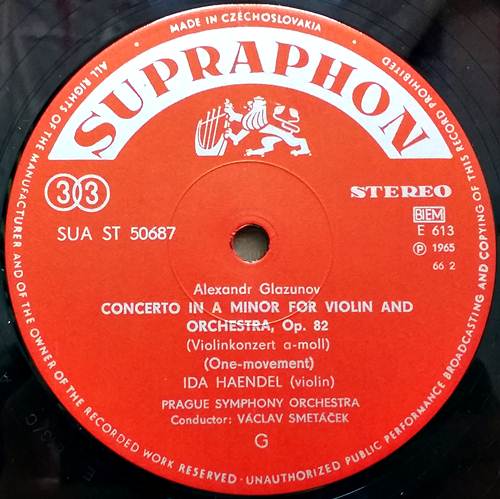 MADE IN CZECHOSLOVAKIA
ALL RIGHTS OF THE MANUFACTURER AND OF THE OWNER OF THE RECORDED WORK RESERVED · UNAUTHORIZED PUBLIC PERFORMANCE BROADCASTING AND COPYING OF THIS RECORD PROHIBITED
SUPRAPHON
33
STEREO
SUA ST 50687
BIEM
E 613
Ⓟ 1965
66 2
Alexandr Glazunov
CONCERTO IN A MINOR FOR VIOLIN AND
ORCHESTRA, Op. 82
(Violinkonzert a-moll)
(One-movement)
IDA HAENDEL (violin)
PRAGUE SYMPHONY ORCHESTRA
Conductor: VÁCLAV SMETÁČEK
G